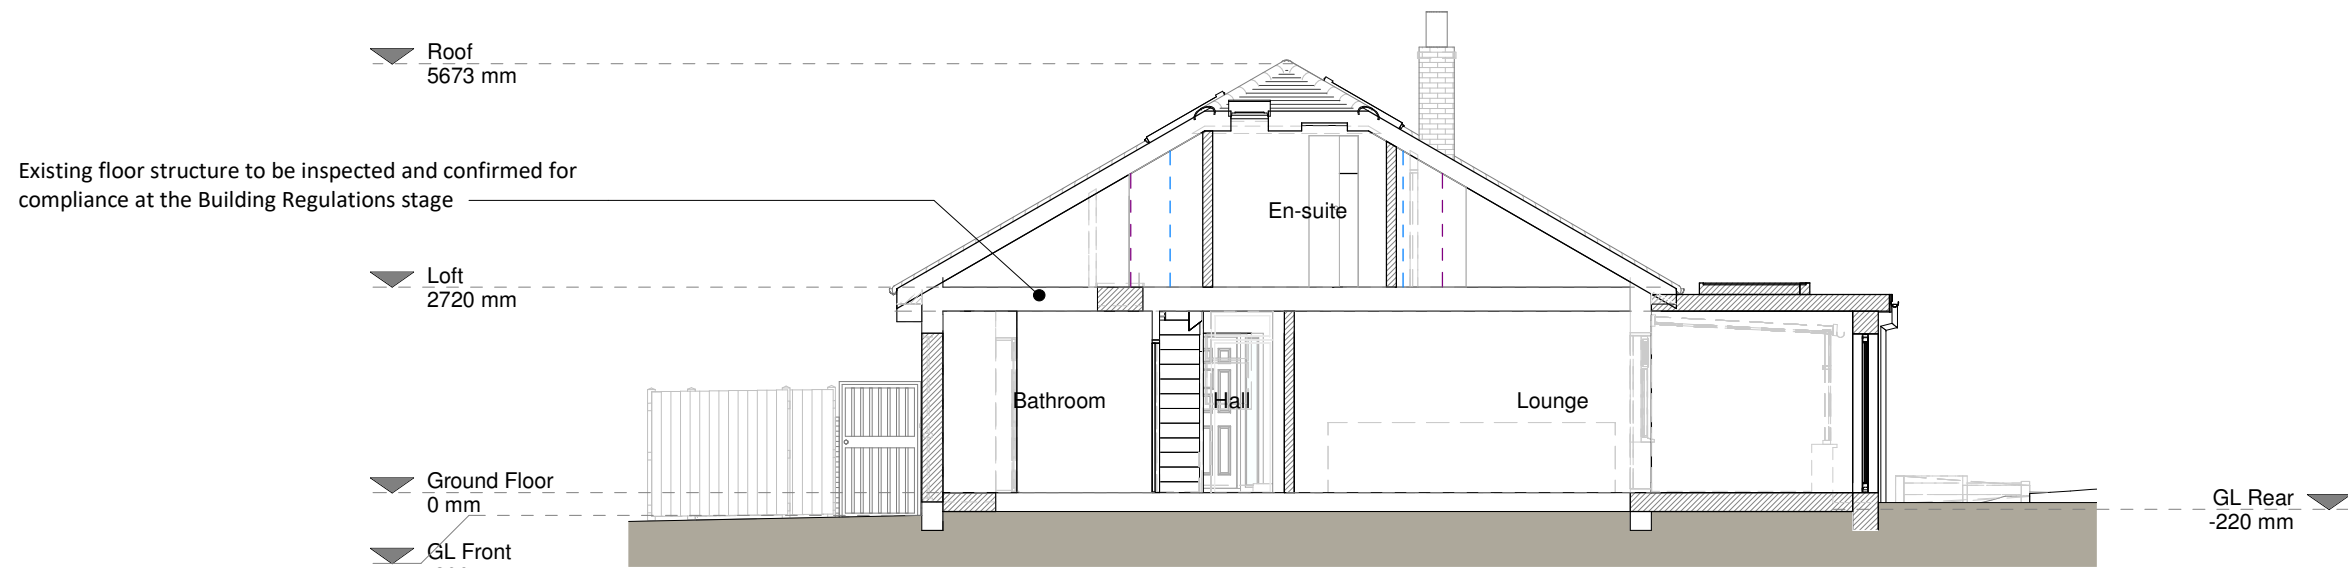 Roof
5673 mm
Existing floor structure to be inspected and confirmed for
compliance at the Building Regulations stage
En-suite
Loft
2720 mm
Bathroom
Hall
Lounge
Ground Floor
0 mm
GL Rear
-220 mm
GL Front